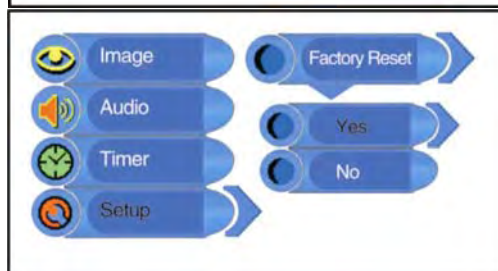 Image
Audio
Timer
Setup
Factory Reset
Yes
No